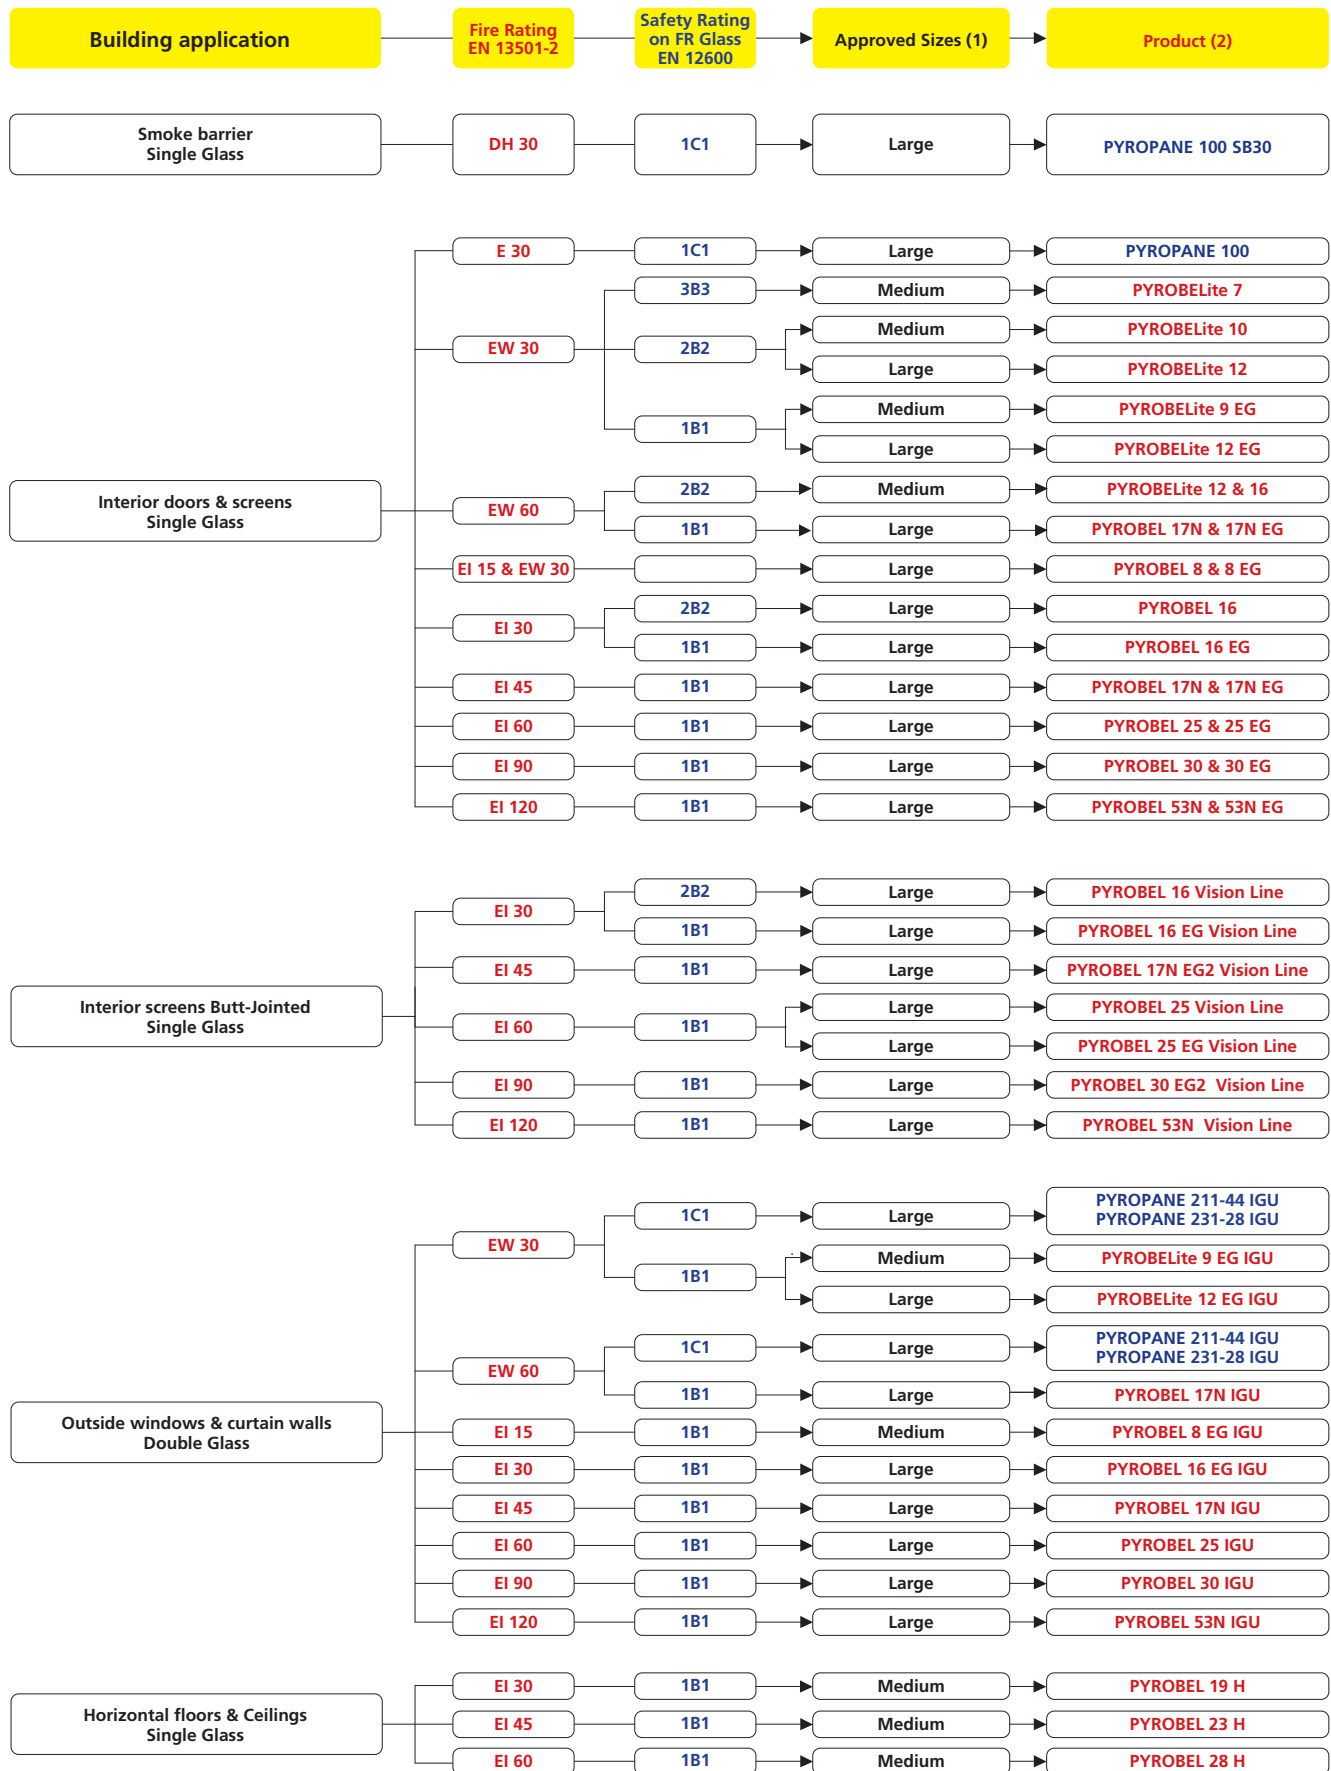 Building application
Fire Rating
EN 13501-2
Safety Rating
on FR Glass
EN 12600
Approved Sizes (1)
Product (2)
Smoke barrier
Single Glass
DH 30
1C1
Large
PYROPANE 100 SB30
Interior doors & screens
Single Glass
E 30
1C1
Large
PYROPANE 100
EW 30
3B3
Medium
PYROBELite 7
2B2
Medium
PYROBELite 10
Large
PYROBELite 12
1B1
Medium
PYROBELite 9 EG
Large
PYROBELite 12 EG
EW 60
2B2
Medium
PYROBELite 12 & 16
1B1
Large
PYROBEL 17N & 17N EG
EI 15 & EW 30
Large
PYROBEL 8 & 8 EG
EI 30
2B2
Large
PYROBEL 16
1B1
Large
PYROBEL 16 EG
EI 45
1B1
Large
PYROBEL 17N & 17N EG
EI 60
1B1
Large
PYROBEL 25 & 25 EG
EI 90
1B1
Large
PYROBEL 30 & 30 EG
EI 120
1B1
Large
PYROBEL 53N & 53N EG
Interior screens Butt-Jointed
Single Glass
EI 30
2B2
Large
PYROBEL 16 Vision Line
1B1
Large
PYROBEL 16 EG Vision Line
EI 45
1B1
Large
PYROBEL 17N EG2 Vision Line
EI 60
1B1
Large
PYROBEL 25 Vision Line
Large
PYROBEL 25 EG Vision Line
EI 90
1B1
Large
PYROBEL 30 EG2 Vision Line
EI 120
1B1
Large
PYROBEL 53N Vision Line
Outside windows & curtain walls
Double Glass
EW 30
1C1
Large
PYROPANE 211-44 IGU
PYROPANE 231-28 IGU
1B1
Medium
PYROBELite 9 EG IGU
Large
PYROBELite 12 EG IGU
EW 60
1C1
Large
PYROPANE 211-44 IGU
PYROPANE 231-28 IGU
1B1
Large
PYROBEL 17N IGU
EI 15
1B1
Medium
PYROBEL 8 EG IGU
EI 30
1B1
Large
PYROBEL 16 EG IGU
EI 45
1B1
Large
PYROBEL 17N IGU
EI 60
1B1
Large
PYROBEL 25 IGU
EI 90
1B1
Large
PYROBEL 30 IGU
EI 120
1B1
Large
PYROBEL 53N IGU
Horizontal floors & Ceilings
Single Glass
EI 30
1B1
Medium
PYROBEL 19 H
EI 45
1B1
Medium
PYROBEL 23 H
EI 60
1B1
Medium
PYROBEL 28 H